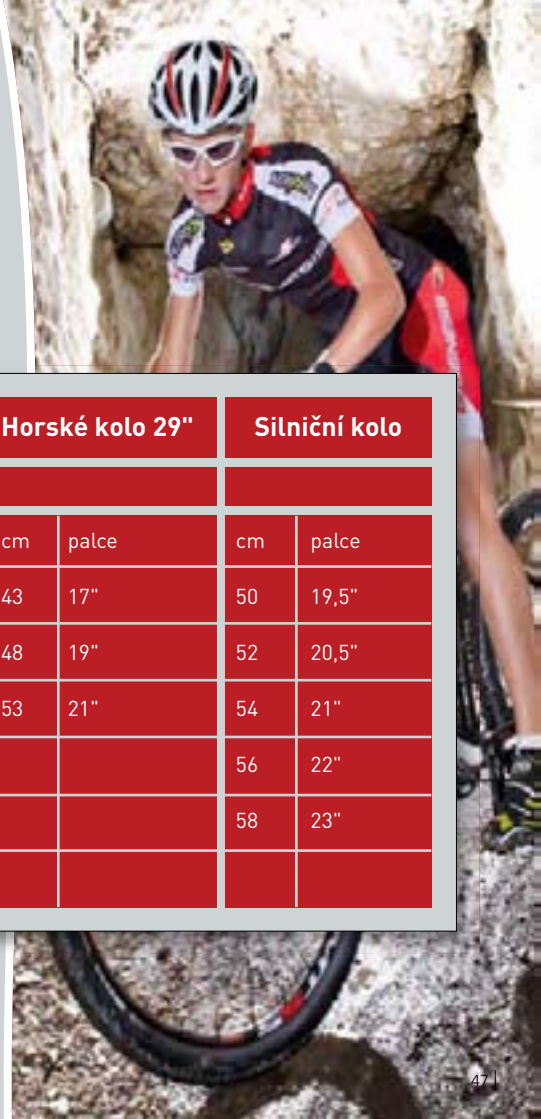 Horské kolo 29" Silniční kolo
cm palce cm palce
43 17" 50 19,5"
48 19" 52 20,5"
53 21" 54 21"
56 22"
58 23"
47